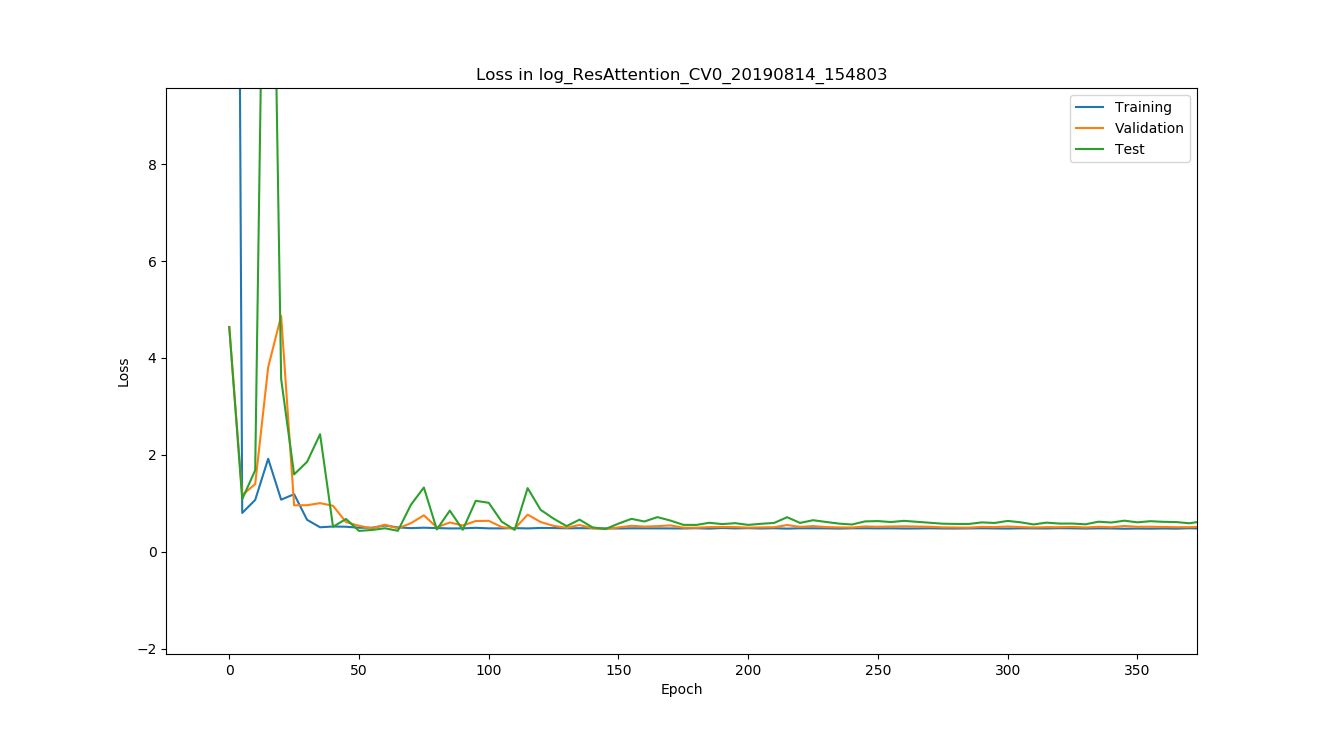 Loss in log_ResAttention_CV0_20190814_154803
Training
Validation
Test
8
6
4
2
0
−2
Loss
0 50 100 150 200 250 300 350
Epoch